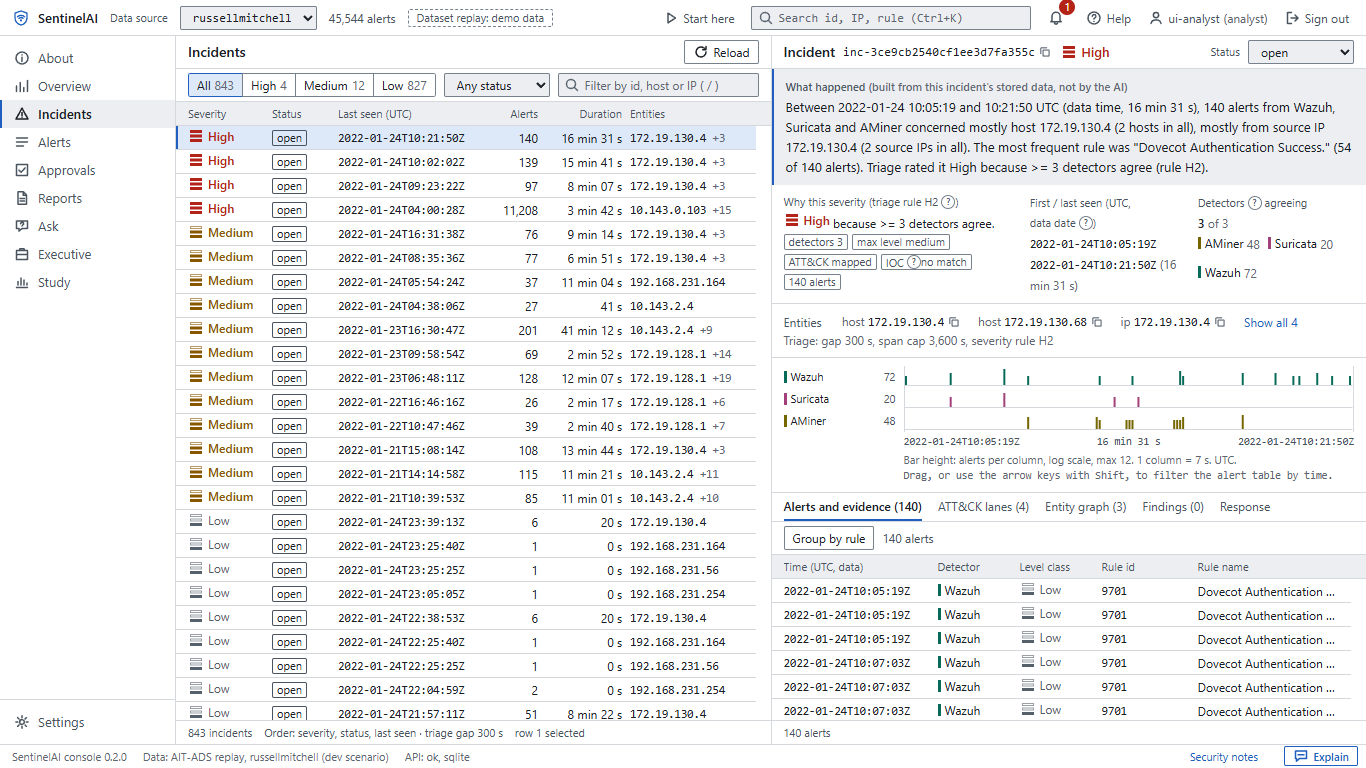 SentinelAI Data source russellmitchell 45,544 alerts Dataset replay: demo data Start here Search id, IP, rule (Ctrl+K) 1 Help ui-analyst (analyst) Sign out
About
Overview
Incidents
Alerts
Approvals
Reports
Ask
Executive
Study
Settings
Incidents Reload
All 843 High 4 Medium 12 Low 827 Any status Filter by id, host or IP ( / )
Severity Status Last seen (UTC) Alerts Duration Entities
High open 2022-01-24T10:21:50Z 140 16 min 31 s 172.19.130.4 +3
High open 2022-01-24T10:02:02Z 139 15 min 41 s 172.19.130.4 +3
High open 2022-01-24T09:23:22Z 97 8 min 07 s 172.19.130.4 +3
High open 2022-01-24T04:00:28Z 11,208 3 min 42 s 10.143.0.103 +15
Medium open 2022-01-24T16:31:38Z 76 9 min 14 s 172.19.130.4 +3
Medium open 2022-01-24T08:35:36Z 77 6 min 51 s 172.19.130.4 +3
Medium open 2022-01-24T05:54:24Z 37 11 min 04 s 192.168.231.164
Medium open 2022-01-24T04:38:06Z 27 41 s 10.143.2.4
Medium open 2022-01-23T16:30:47Z 201 41 min 12 s 10.143.2.4 +9
Medium open 2022-01-23T09:58:54Z 69 2 min 52 s 172.19.128.1 +14
Medium open 2022-01-23T06:48:11Z 128 12 min 07 s 172.19.128.1 +19
Medium open 2022-01-22T16:46:16Z 26 2 min 17 s 172.19.128.1 +6
Medium open 2022-01-22T10:47:46Z 39 2 min 40 s 172.19.128.1 +7
Medium open 2022-01-21T15:08:14Z 108 13 min 44 s 172.19.130.4 +3
Medium open 2022-01-21T14:14:58Z 115 11 min 21 s 10.143.2.4 +11
Medium open 2022-01-21T10:39:53Z 85 11 min 01 s 10.143.2.4 +10
Low open 2022-01-24T23:39:13Z 6 20 s 172.19.130.4
Low open 2022-01-24T23:25:40Z 1 0 s 192.168.231.164
Low open 2022-01-24T23:25:25Z 1 0 s 192.168.231.56
Low open 2022-01-24T23:05:05Z 1 0 s 192.168.231.254
Low open 2022-01-24T22:38:53Z 6 20 s 172.19.130.4
Low open 2022-01-24T22:25:40Z 1 0 s 192.168.231.164
Low open 2022-01-24T22:25:25Z 1 0 s 192.168.231.56
Low open 2022-01-24T22:04:59Z 2 0 s 192.168.231.254
Low open 2022-01-24T21:57:11Z 51 8 min 22 s 172.19.130.4
843 incidents Order: severity, status, last seen · triage gap 300 s row 1 selected
Incident inc-3ce9cb2540cf1ee3d7fa355c High Status open
What happened (built from this incident's stored data, not by the AI)
Between 2022-01-24 10:05:19 and 10:21:50 UTC (data time, 16 min 31 s), 140 alerts from Wazuh,
Suricata and AMiner concerned mostly host 172.19.130.4 (2 hosts in all), mostly from source IP
172.19.130.4 (2 source IPs in all). The most frequent rule was "Dovecot Authentication Success." (54
of 140 alerts). Triage rated it High because >= 3 detectors agree (rule H2).
Why this severity (triage rule H2 ?)
High because >= 3 detectors agree.
detectors 3 max level medium
ATT&CK mapped IOC ? no match
140 alerts
First / last seen (UTC,
data date ?)
2022-01-24T10:05:19Z
2022-01-24T10:21:50Z (16
min 31 s)
Detectors ? agreeing
3 of 3
AMiner 48 Suricata 20
Wazuh 72
Entities host 172.19.130.4 host 172.19.130.68 ip 172.19.130.4 Show all 4
Triage: gap 300 s, span cap 3,600 s, severity rule H2
Wazuh 72
Suricata 20
AMiner 48
2022-01-24T10:05:19Z 16 min 31 s 2022-01-24T10:21:50Z
Bar height: alerts per column, log scale, max 12. 1 column = 7 s. UTC.
Drag, or use the arrow keys with Shift, to filter the alert table by time.
Alerts and evidence (140) ATT&CK lanes (4) Entity graph (3) Findings (0) Response
Group by rule 140 alerts
Time (UTC, data) Detector Level class Rule id Rule name
2022-01-24T10:05:19Z Wazuh Low 9701 Dovecot Authentication ...
2022-01-24T10:05:19Z Wazuh Low 9701 Dovecot Authentication ...
2022-01-24T10:05:19Z Wazuh Low 9701 Dovecot Authentication ...
2022-01-24T10:07:03Z Wazuh Low 9701 Dovecot Authentication ...
2022-01-24T10:07:03Z Wazuh Low 9701 Dovecot Authentication ...
2022-01-24T10:07:03Z Wazuh Low 9701 Dovecot Authentication ...
140 alerts
SentinelAI console 0.2.0 Data: AIT-ADS replay, russellmitchell (dev scenario) API: ok, sqlite Security notes Explain